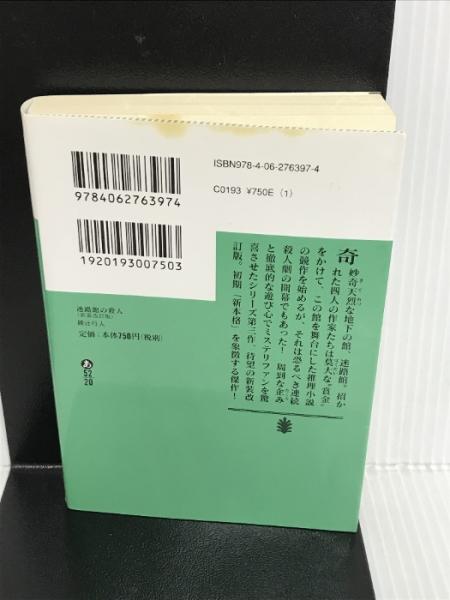 ISBN978-4-06-276397-4
C0193 ¥750E (1)
9784062763974
1920193007503
迷路館の殺人
〈新装改訂版〉
綾辻行人
定価：本体750円(税別)
あ
52
20
奇妙奇天烈な地下の館、迷路館。招か
れた四人の作家たちは莫大な“賞金”
をかけて、この館を舞台にした推理小説
の競作を始めるが、それは恐るべき連続
殺人劇の開幕でもあった！　周到な企み
と徹底的な遊び心でミステリファンを驚
喜させたシリーズ第三作、待望の新装改
訂版。初期「新本格」を象徴する傑作！